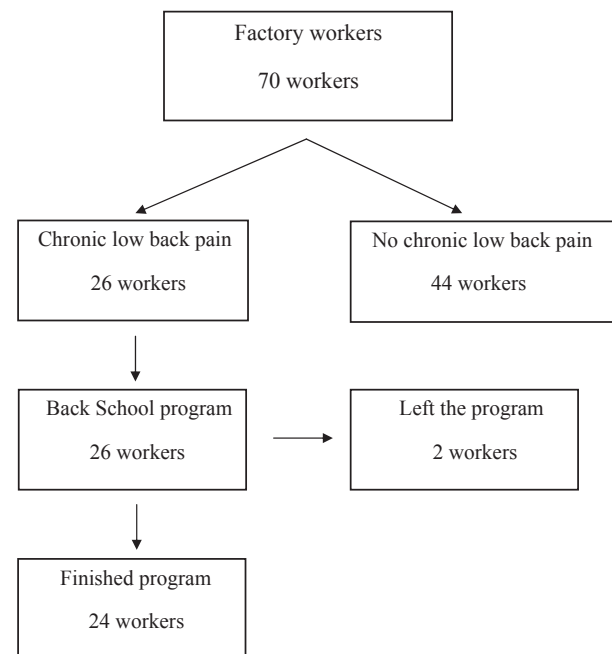 Factory workers
70 workers
Chronic low back pain
26 workers
No chronic low back pain
44 workers
Back School program
26 workers
Left the program
2 workers
Finished program
24 workers